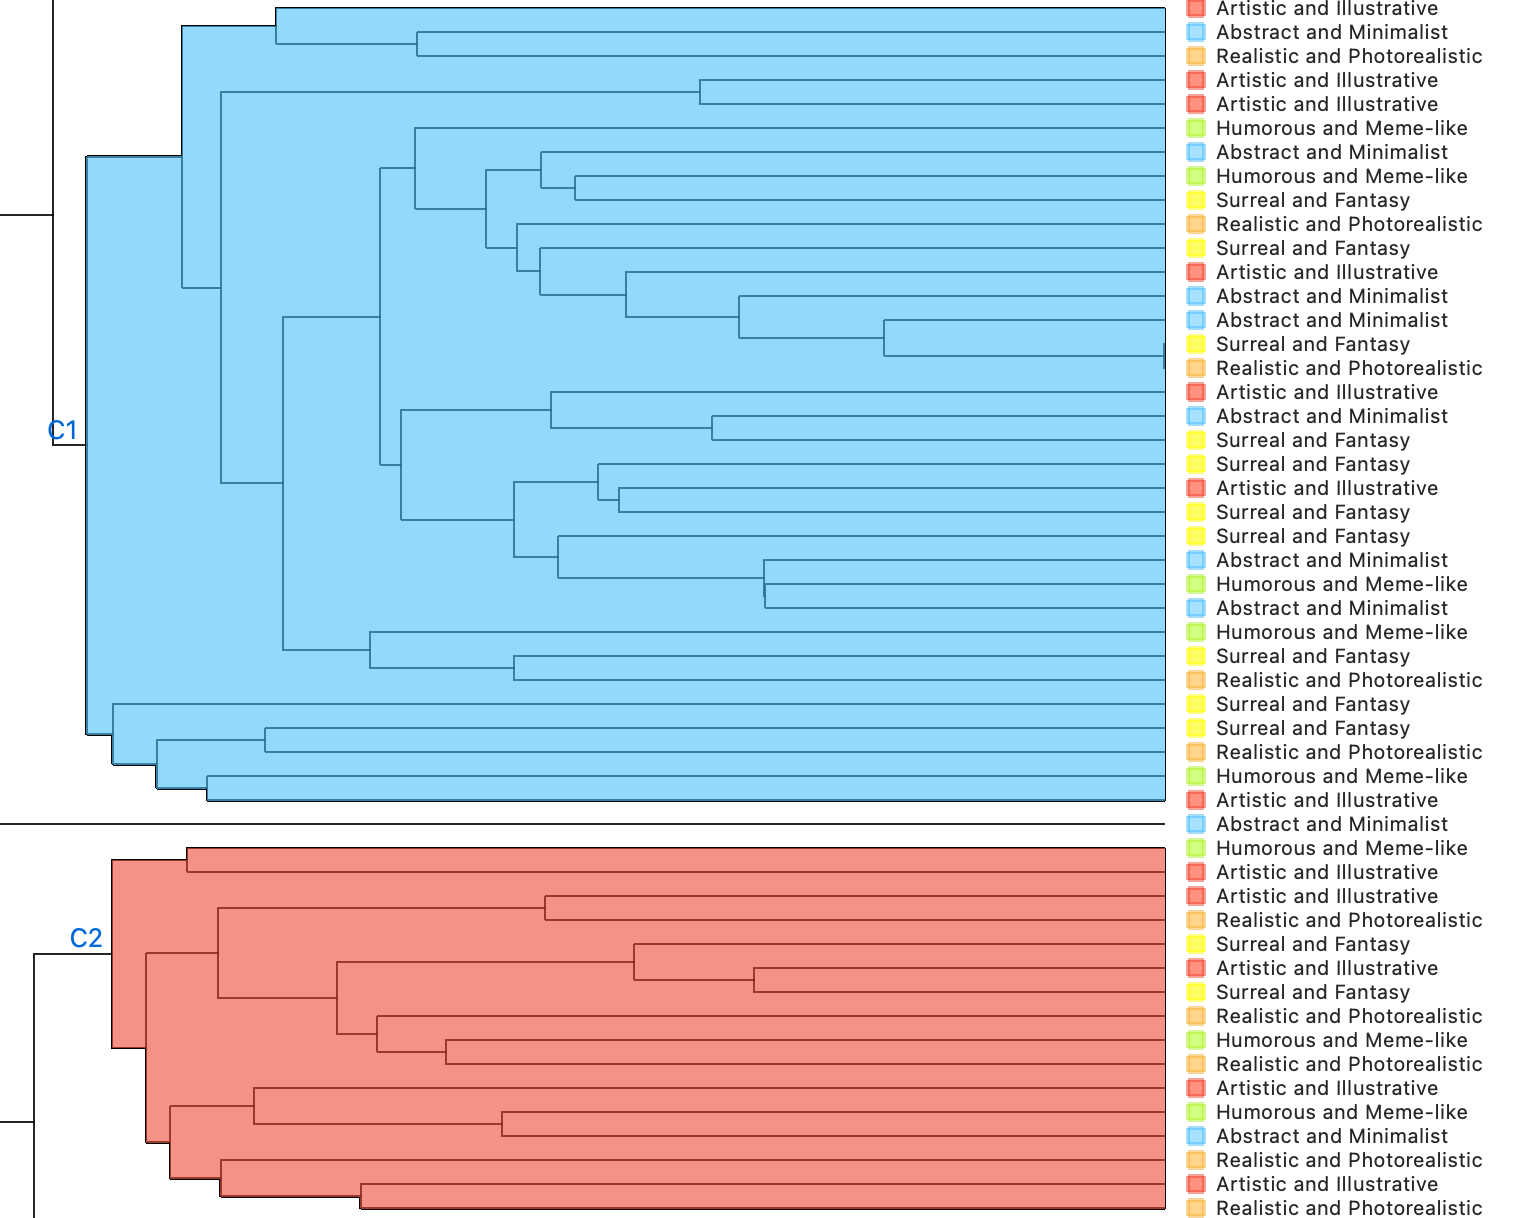 Artistic and Illustrative
Abstract and Minimalist
Realistic and Photorealistic
Artistic and Illustrative
Artistic and Illustrative
Humorous and Meme-like
Abstract and Minimalist
Humorous and Meme-like
Surreal and Fantasy
Realistic and Photorealistic
Surreal and Fantasy
Artistic and Illustrative
Abstract and Minimalist
Abstract and Minimalist
Surreal and Fantasy
Realistic and Photorealistic
Artistic and Illustrative
Abstract and Minimalist
C1
Surreal and Fantasy
Surreal and Fantasy
Artistic and Illustrative
Surreal and Fantasy
Surreal and Fantasy
Abstract and Minimalist
Humorous and Meme-like
Abstract and Minimalist
Humorous and Meme-like
Surreal and Fantasy
Realistic and Photorealistic
Surreal and Fantasy
Surreal and Fantasy
Realistic and Photorealistic
Humorous and Meme-like
Artistic and Illustrative
Abstract and Minimalist
Humorous and Meme-like
Artistic and Illustrative
Artistic and Illustrative
Realistic and Photorealistic
C2
Surreal and Fantasy
Artistic and Illustrative
Surreal and Fantasy
Realistic and Photorealistic
Humorous and Meme-like
Realistic and Photorealistic
Artistic and Illustrative
Humorous and Meme-like
Abstract and Minimalist
Realistic and Photorealistic
Artistic and Illustrative
Realistic and Photorealistic